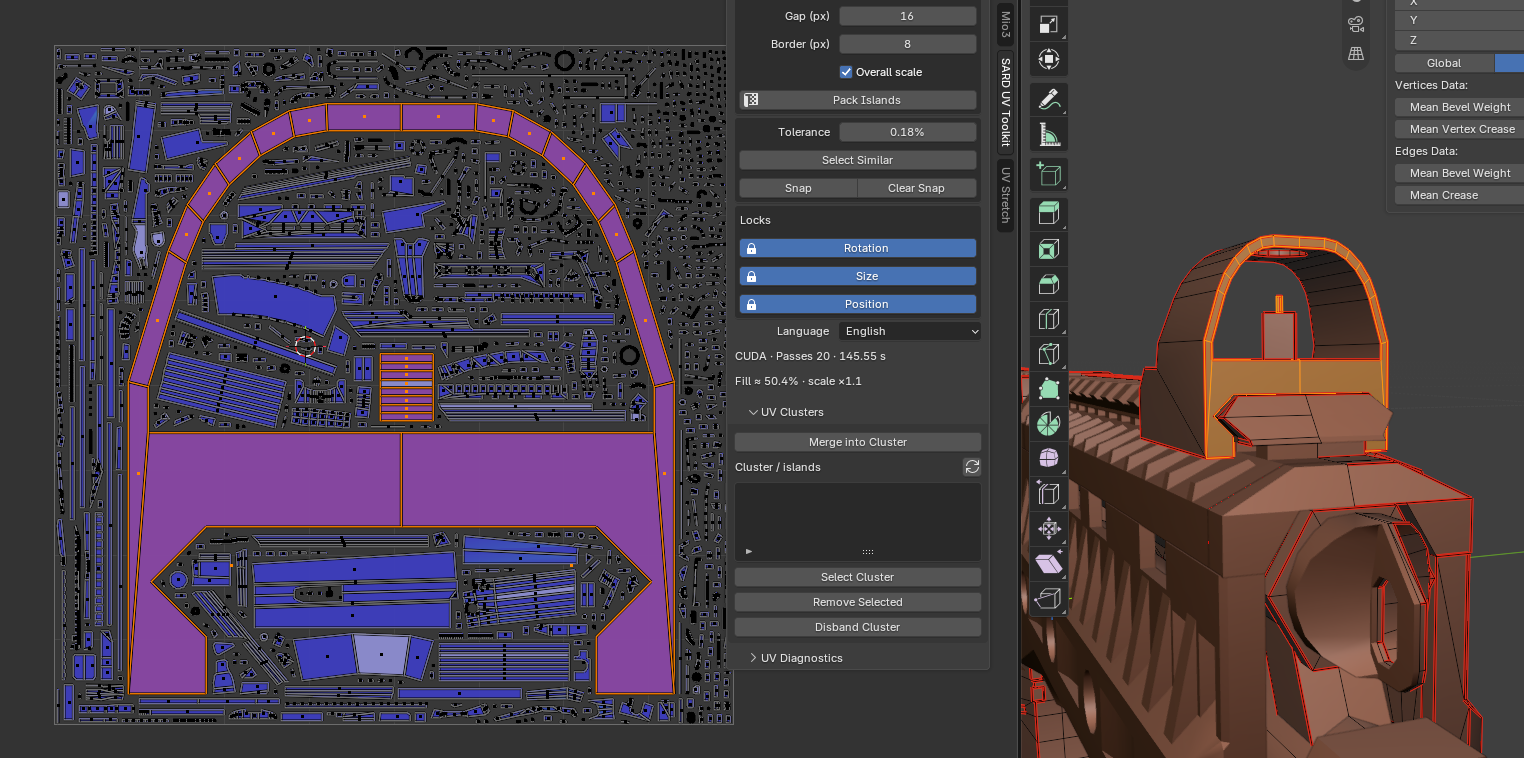 Gap (px) 16
Border (px) 8
Overall scale
Pack Islands
Tolerance 0.18%
Select Similar
Snap Clear Snap
Locks
Rotation
Size
Position
Language English
CUDA · Passes 20 · 145.55 s
Fill ≈ 50.4% · scale ×1.1
UV Clusters
Merge into Cluster
Cluster / islands
Select Cluster
Remove Selected
Disband Cluster
UV Diagnostics
Mio3
SARD UV Toolkit
UV Stretch
X
Y
Z
Global
Vertices Data:
Mean Bevel Weight
Mean Vertex Crease
Edges Data:
Mean Bevel Weight
Mean Crease